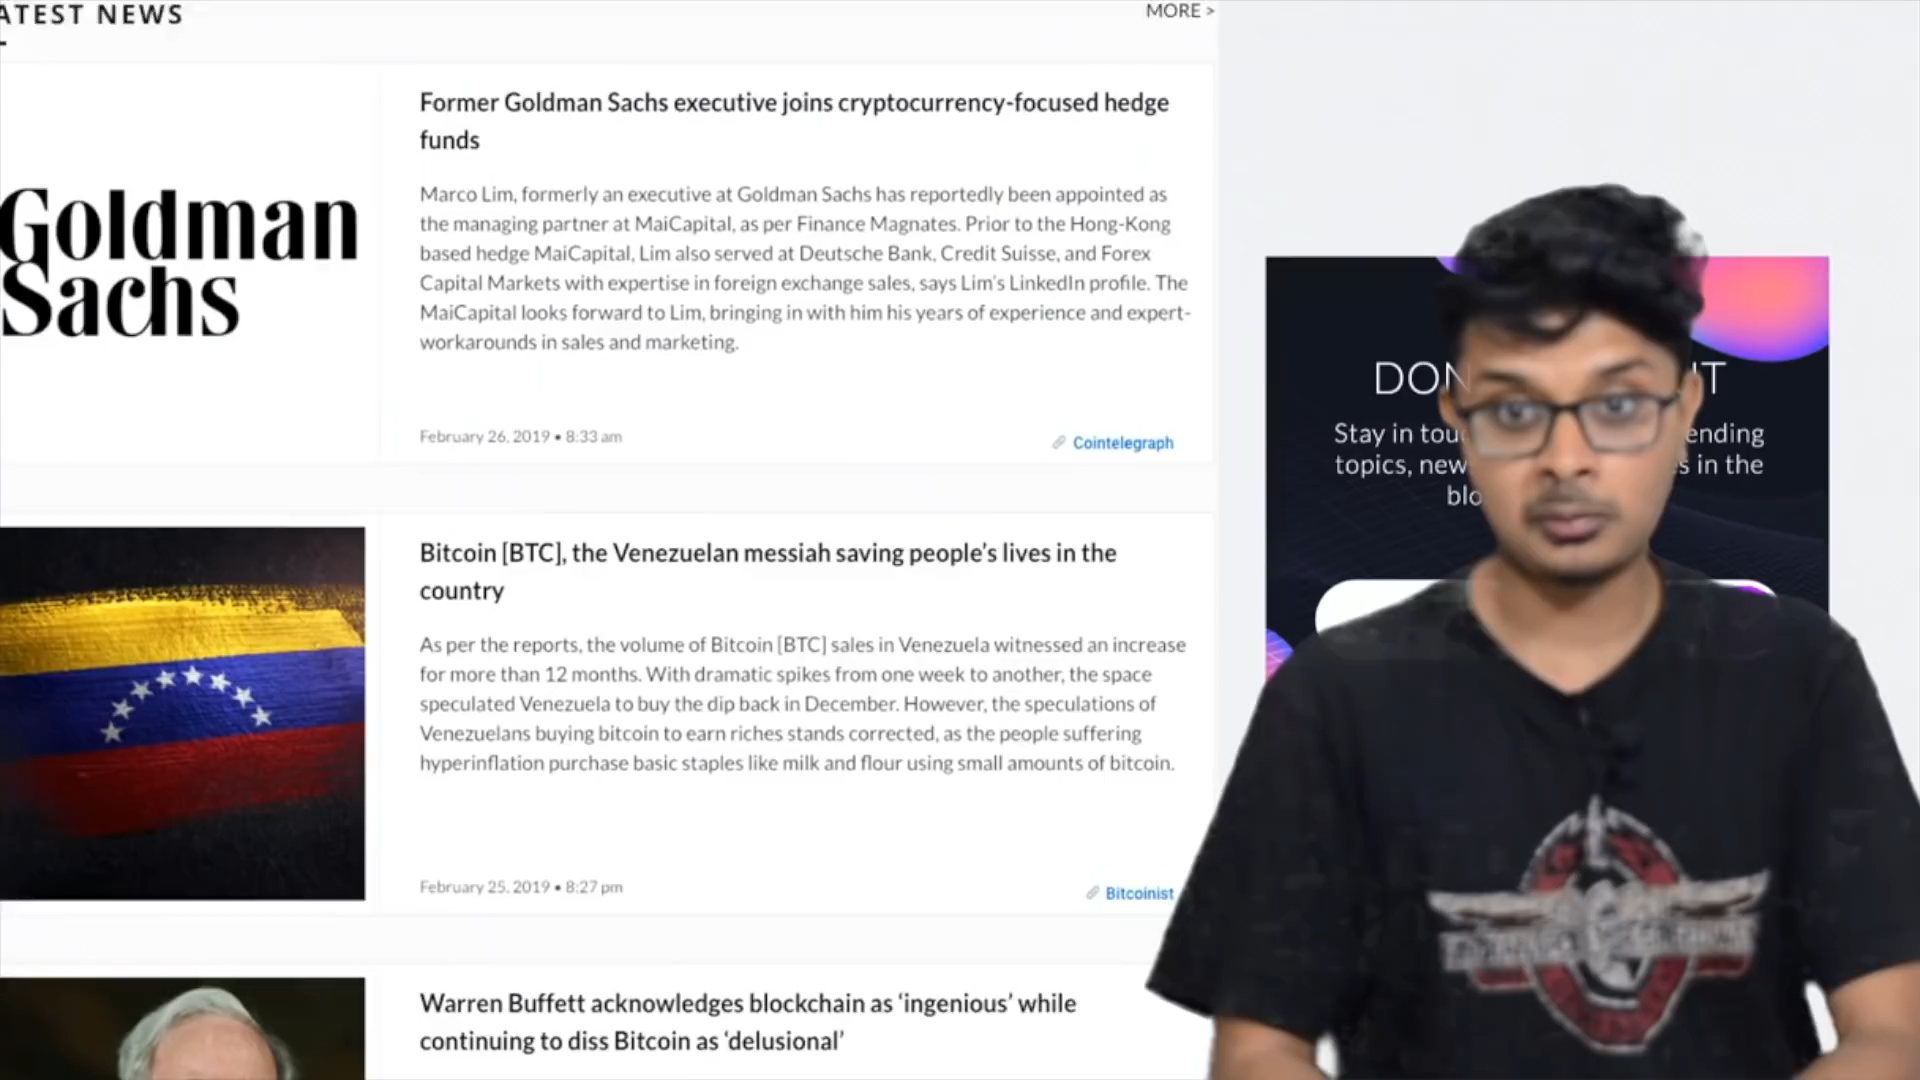 ATEST NEWS
MORE >
Goldman
Sachs
Former Goldman Sachs executive joins cryptocurrency-focused hedge
funds
Marco Lim, formerly an executive at Goldman Sachs has reportedly been appointed as
the managing partner at MaiCapital, as per Finance Magnates. Prior to the Hong-Kong
based hedge MaiCapital, Lim also served at Deutsche Bank, Credit Suisse, and Forex
Capital Markets with expertise in foreign exchange sales, says Lim's LinkedIn profile. The
MaiCapital looks forward to Lim, bringing in with him his years of experience and expert-
workarounds in sales and marketing.
February 26, 2019 • 8:33 am
Cointelegraph
Bitcoin [BTC], the Venezuelan messiah saving people's lives in the
country
As per the reports, the volume of Bitcoin [BTC] sales in Venezuela witnessed an increase
for more than 12 months. With dramatic spikes from one week to another, the space
speculated Venezuela to buy the dip back in December. However, the speculations of
Venezuelans buying bitcoin to earn riches stands corrected, as the people suffering
hyperinflation purchase basic staples like milk and flour using small amounts of bitcoin.
February 25, 2019 • 8:27 pm
Bitcoinist
Warren Buffett acknowledges blockchain as ‘ingenious’ while
continuing to diss Bitcoin as ‘delusional’
DON IT
Stay in tou ending
topics, new s in the
blo